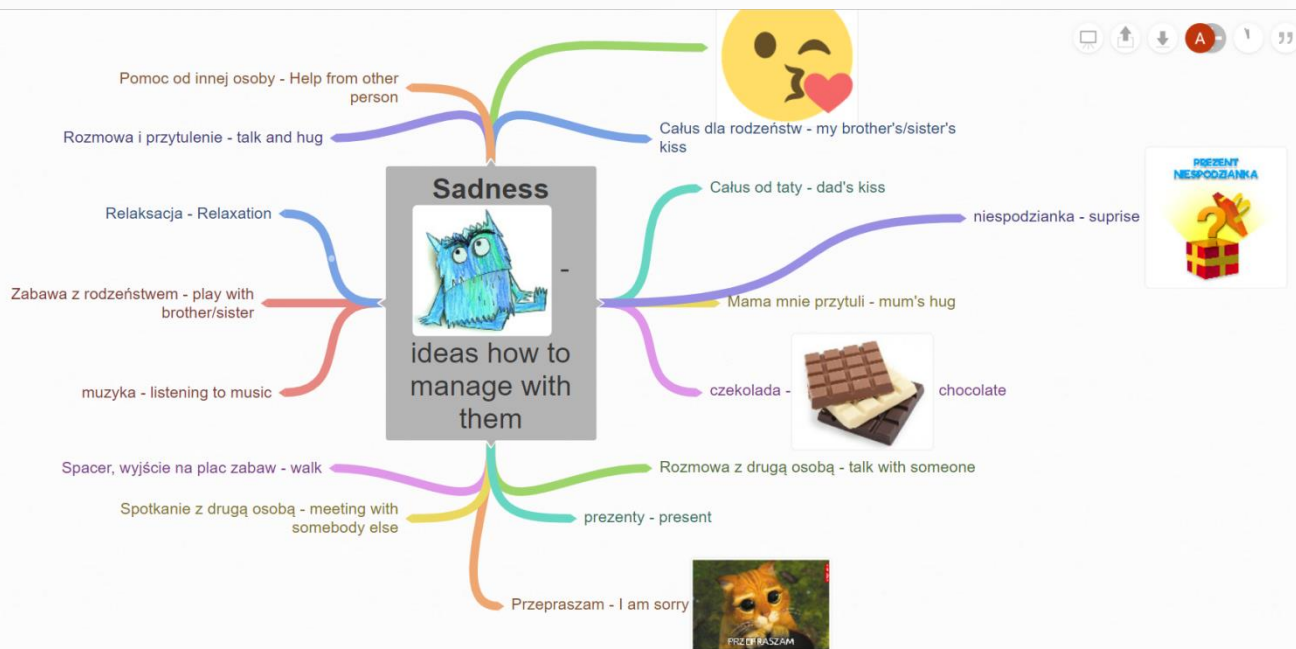 A
Pomoc od innej osoby - Help from other
person
Rozmowa i przytulenie - talk and hug
Relaksacja - Relaxation
Zabawa z rodzeństwem - play with
brother/sister
muzyka - listening to music
Spacer, wyjście na plac zabaw - walk
Spotkanie z drugą osobą - meeting with
somebody else
Sadness
-
ideas how to
manage with
them
Całus dla rodzeństw - my brother's/sister's
kiss
Całus od taty - dad's kiss
niespodzianka - suprise
PREZENT
NIESPODZIANKA
Mama mnie przytuli - mum's hug
czekolada - chocolate
Rozmowa z drugą osobą - talk with someone
prezenty - present
Przepraszam - I am sorry
PRZEPRASZAM